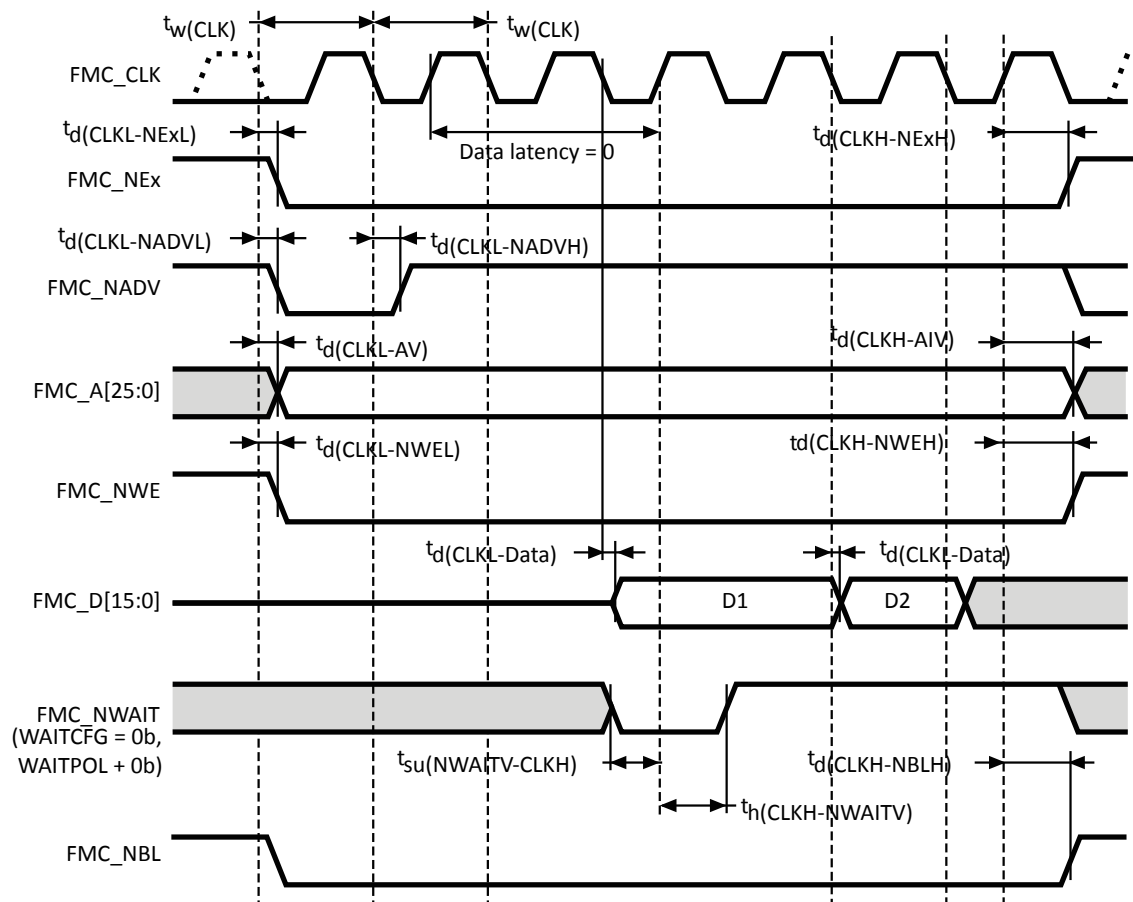 tw(CLK) tw(CLK)
FMC_CLK
td(CLKL-NExL) Data latency = 0 td(CLKH-NExH)
FMC_NEx
td(CLKL-NADVL) td(CLKL-NADVH)
FMC_NADV
td(CLKL-AV) td(CLKH-AIV)
FMC_A[25:0]
td(CLKL-NWEL) td(CLKH-NWEH)
FMC_NWE
td(CLKL-Data) td(CLKL-Data)
FMC_D[15:0] D1 D2
FMC_NWAIT
(WAITCFG = 0b,
WAITPOL + 0b) tsu(NWAITV-CLKH) td(CLKH-NBLH)
th(CLKH-NWAITV)
FMC_NBL